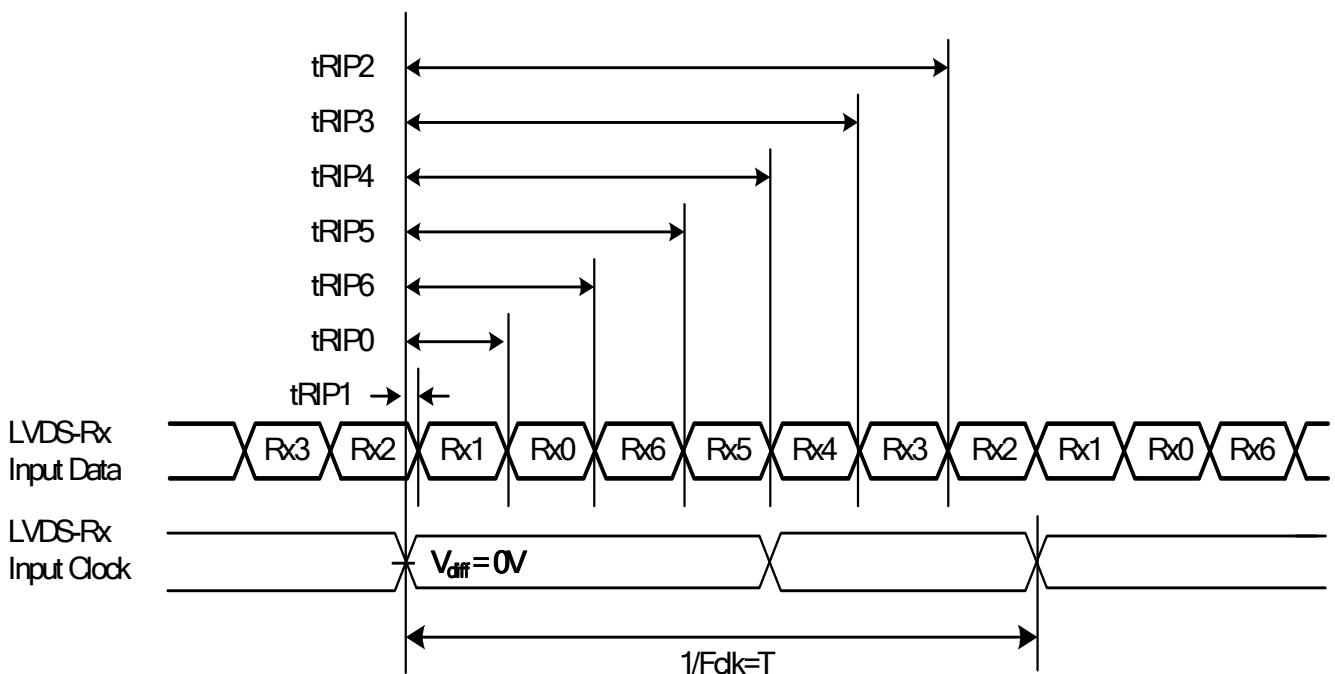 tRIP2
tRIP3
tRIP4
tRIP5
tRIP6
tRIP0
tRIP1
LVDS-Rx
Input Data
Rx3 Rx2 Rx1 Rx0 Rx6 Rx5 Rx4 Rx3 Rx2 Rx1 Rx0 Rx6
LVDS-Rx
Input Clock
Vdiff = 0V
1/Fclk=T